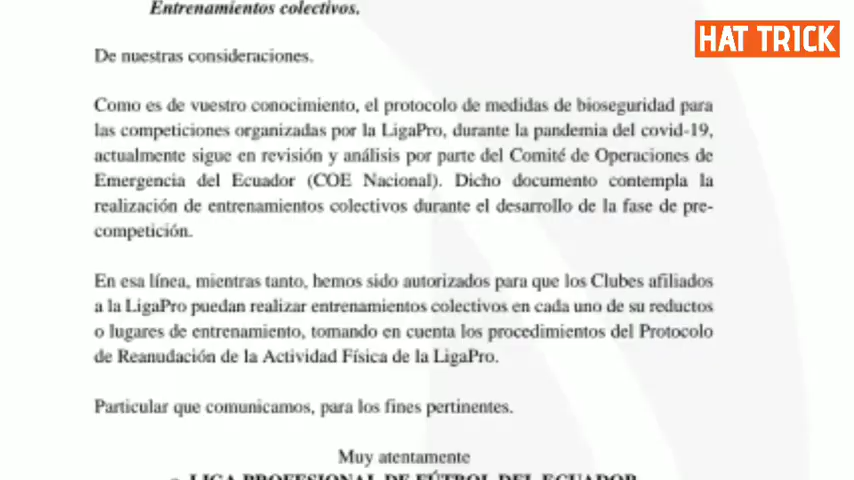 Entrenamientos colectivos.
HAT TRICK
De nuestras consideraciones.
Como es de vuestro conocimiento, el protocolo de medidas de bioseguridad para
las competiciones organizadas por la LigaPro, durante la pandemia del covid-19,
actualmente sigue en revisión y análisis por parte del Comité de Operaciones de
Emergencia del Ecuador (COE Nacional). Dicho documento contempla la
realización de entrenamientos colectivos durante el desarrollo de la fase de pre-
competición.
En esa línea, mientras tanto, hemos sido autorizados para que los Clubes afiliados
a la LigaPro puedan realizar entrenamientos colectivos en cada uno de su reductos
o lugares de entrenamiento, tomando en cuenta los procedimientos del Protocolo
de Reanudación de la Actividad Física de la LigaPro.
Particular que comunicamos, para los fines pertinentes.
Muy atentamente
LIGA PROFESIONAL DE FÚTBOL DEL ECUADOR